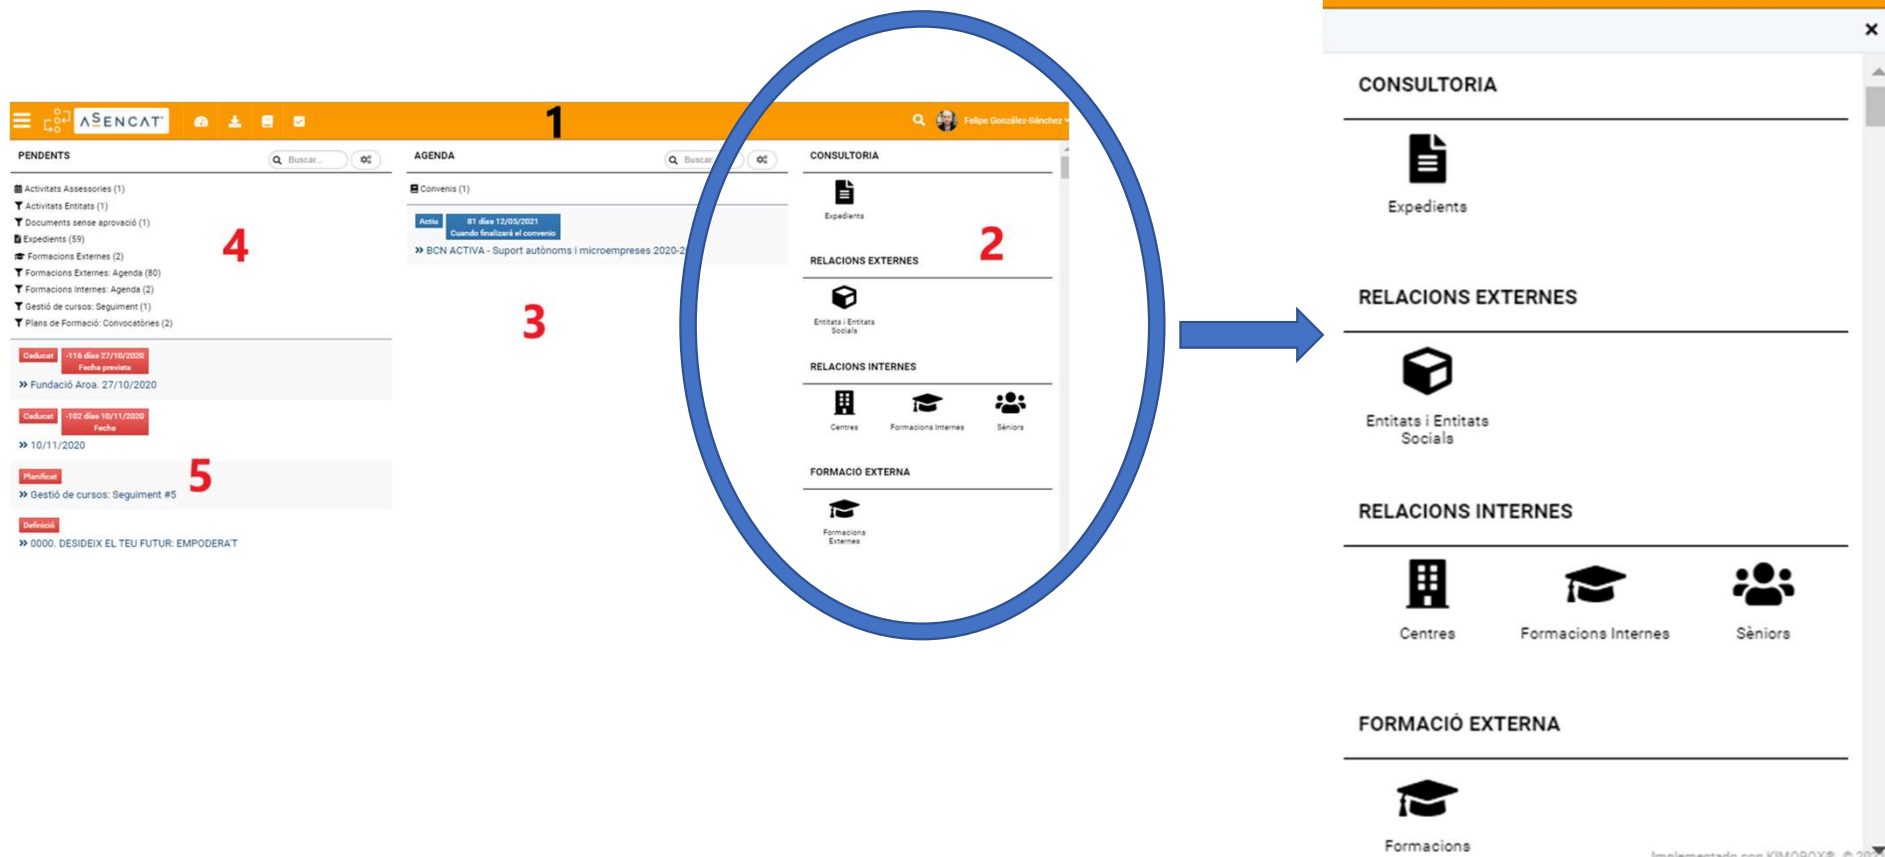 ASENCAT
1
Felipe González-Sánchez
PENDENTS
Buscar...
Activitats Assessories (1)
Activitats Entitats (1)
Documents sense aprovació (1)
Expedients (59)
Formacions Externes (2)
Formacions Externes: Agenda (80)
Formacions Internes: Agenda (2)
Gestió de cursos: Seguiment (1)
Plans de Formació: Convocatòries (2)
4
Caducat
-116 días 27/10/2020
Fecha prevista
» Fundació Aroa. 27/10/2020
Caducat
-102 días 10/11/2020
Fecha
» 10/11/2020
Planificat
» Gestió de cursos: Seguiment #5
5
Definició
» 0000. DESIDEIX EL TEU FUTUR: EMPODERA'T
AGENDA
Buscar
Convenis (1)
Actiu
81 días 12/05/2021
Cuando finalizará el convenio
» BCN ACTIVA - Suport autònoms i microempreses 2020-2
3
CONSULTORIA
Expedients
2
RELACIONS EXTERNES
Entitats i Entitats
Socials
RELACIONS INTERNES
Centres
Formacions Internes
Sèniors
FORMACIÓ EXTERNA
Formacions
Externes
×
CONSULTORIA
Expedients
RELACIONS EXTERNES
Entitats i Entitats
Socials
RELACIONS INTERNES
Centres
Formacions Internes
Sèniors
FORMACIÓ EXTERNA
Formacions